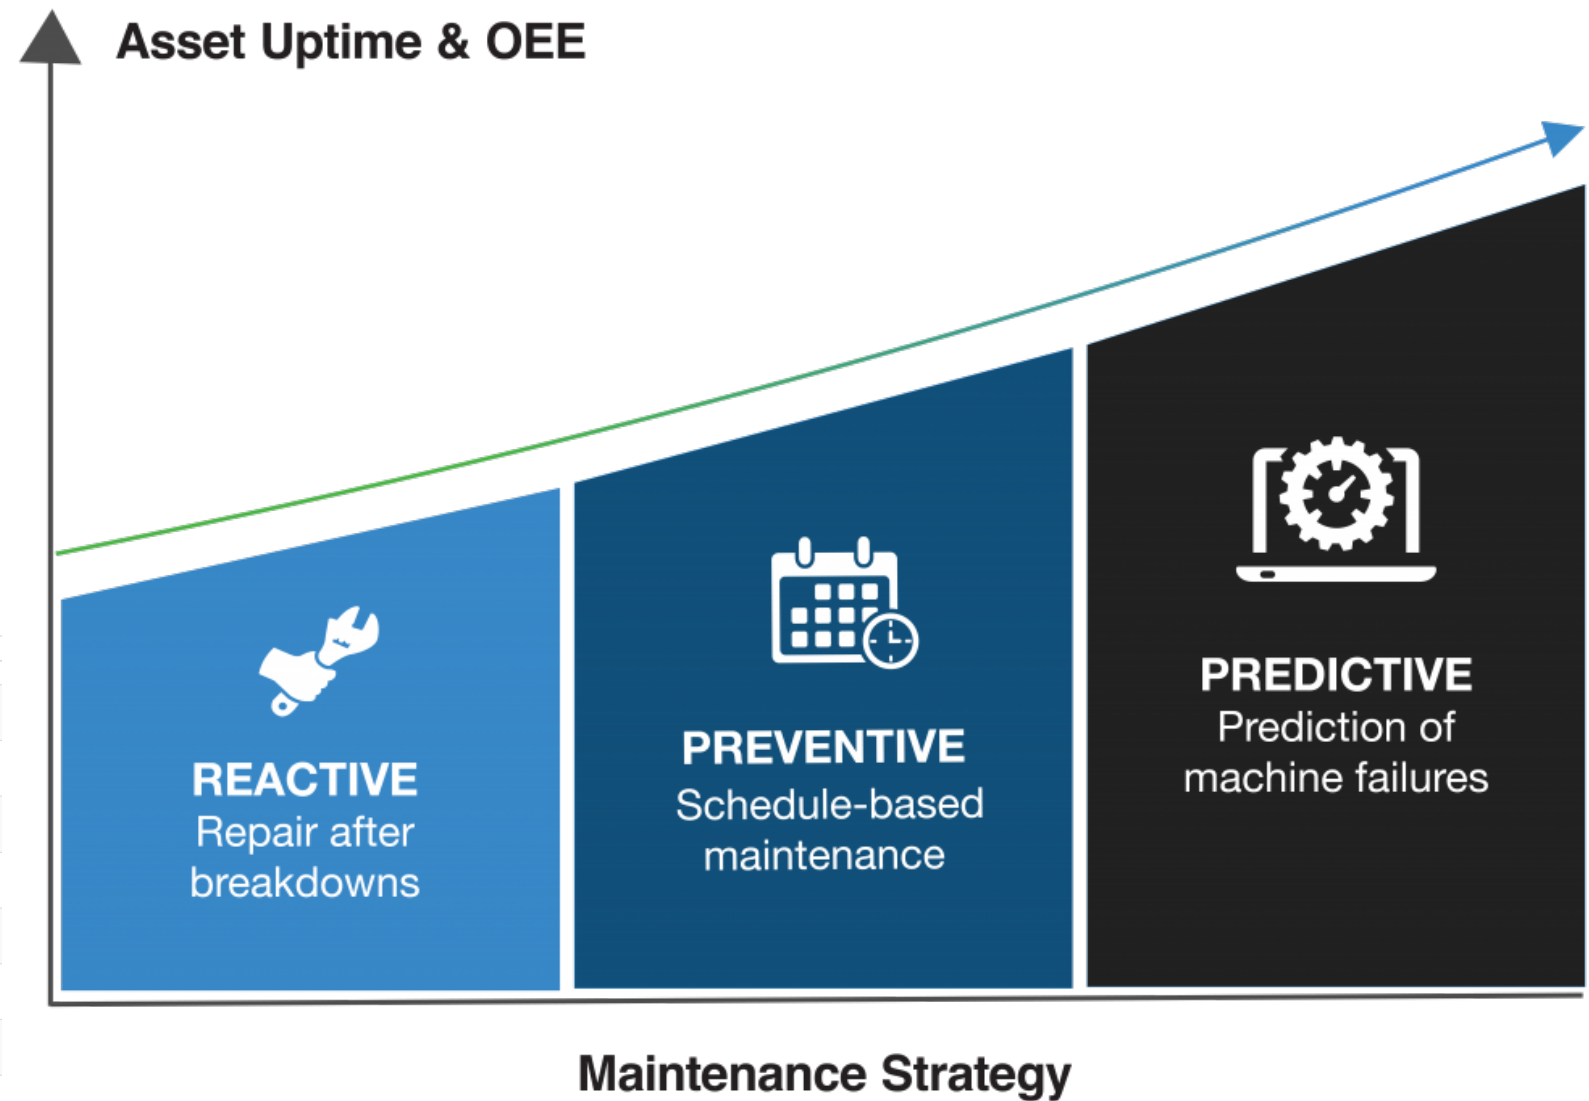 Asset Uptime & OEE
REACTIVE
Repair after
breakdowns
PREVENTIVE
Schedule-based
maintenance
PREDICTIVE
Prediction of
machine failures
Maintenance Strategy